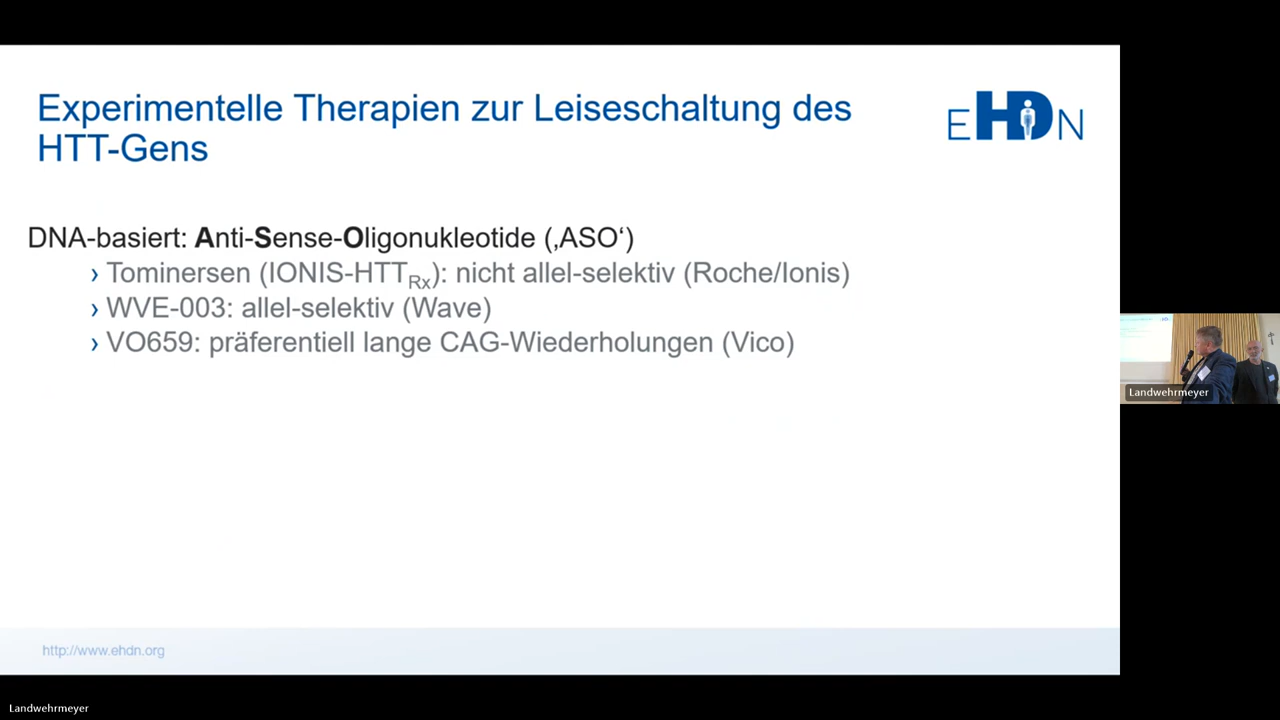 Experimentelle Therapien zur Leiseschaltung des
HTT-Gens
EHDN
DNA-basiert: Anti-Sense-Oligonukleotide (‚ASO‘)
› Tominersen (IONIS-HTTRx): nicht allel-selektiv (Roche/Ionis)
› WVE-003: allel-selektiv (Wave)
› VO659: präferentiell lange CAG-Wiederholungen (Vico)
Landwehrmeyer
http://www.ehdn.org
Landwehrmeyer